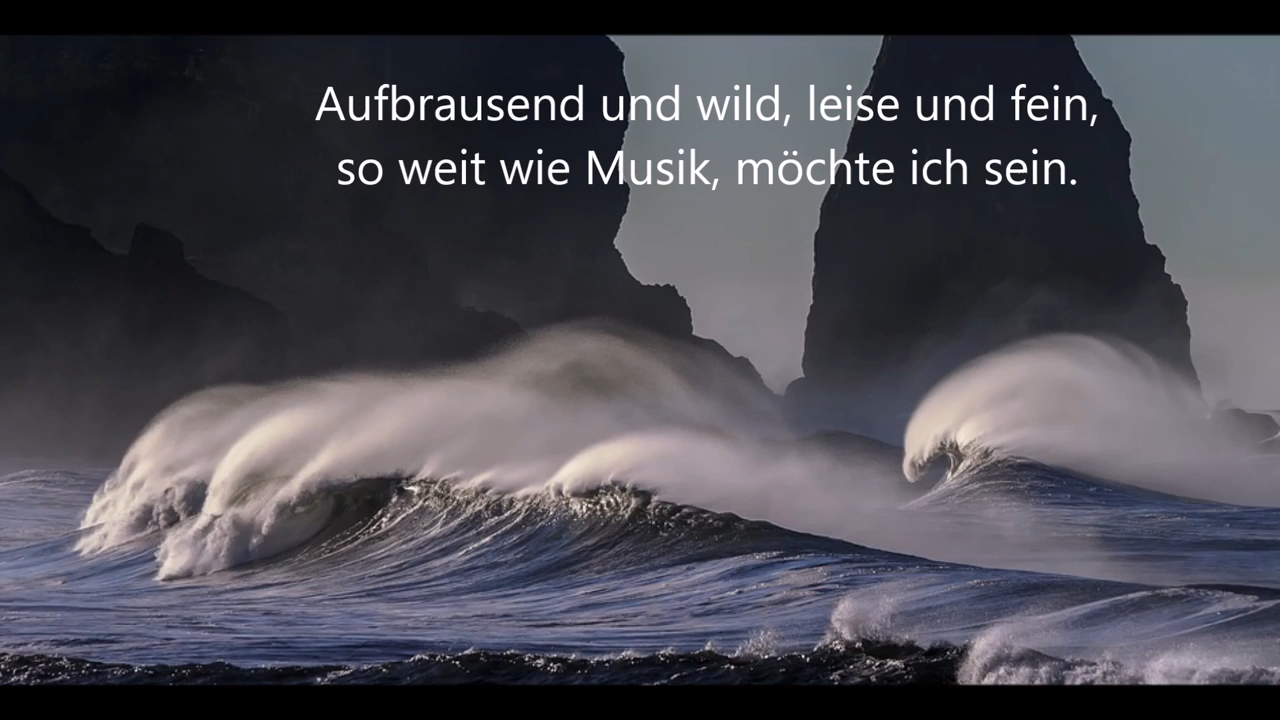 Aufbrausend und wild, leise und fein,
so weit wie Musik, möchte ich sein.